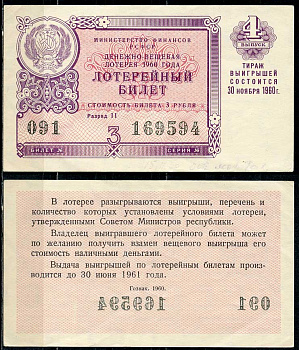 МИНИСТЕРСТВО ФИНАНСОВ
РСФСР
ДЕНЕЖНО-ВЕЩЕВАЯ
ЛОТЕРЕЯ 1960 ГОДА
ЛОТЕРЕЙНЫЙ
БИЛЕТ
СТОИМОСТЬ БИЛЕТА 3 РУБЛЯ
Разряд II
091 3 169594
БИЛЕТ № СЕРИЯ №
4
ВЫПУСК
ТИРАЖ
ВЫИГРЫШЕЙ
СОСТОИТСЯ
30 НОЯБРЯ 1960г.
В лотерее разыгрываются выигрыши, перечень и
количество которых установлены условиями лотереи,
утвержденными Советом Министров республики.
Владелец выигравшего лотерейного билета может
по желанию получить взамен вещевого выигрыша его
стоимость наличными деньгами.
Выдача выигрышей по лотерейным билетам произ-
водится до 30 июня 1961 года.
Гознак. 1960.
169594 091